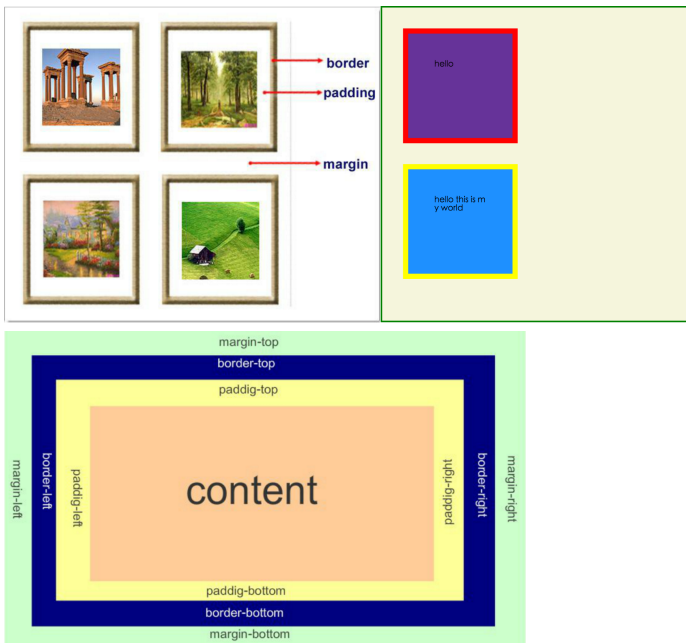 border
padding
margin
hello
hello this is m
y world
margin-top
border-top
paddig-top
margin-left
border-left
paddig-left
content
paddig-right
border-right
margin-right
paddig-bottom
border-bottom
margin-bottom